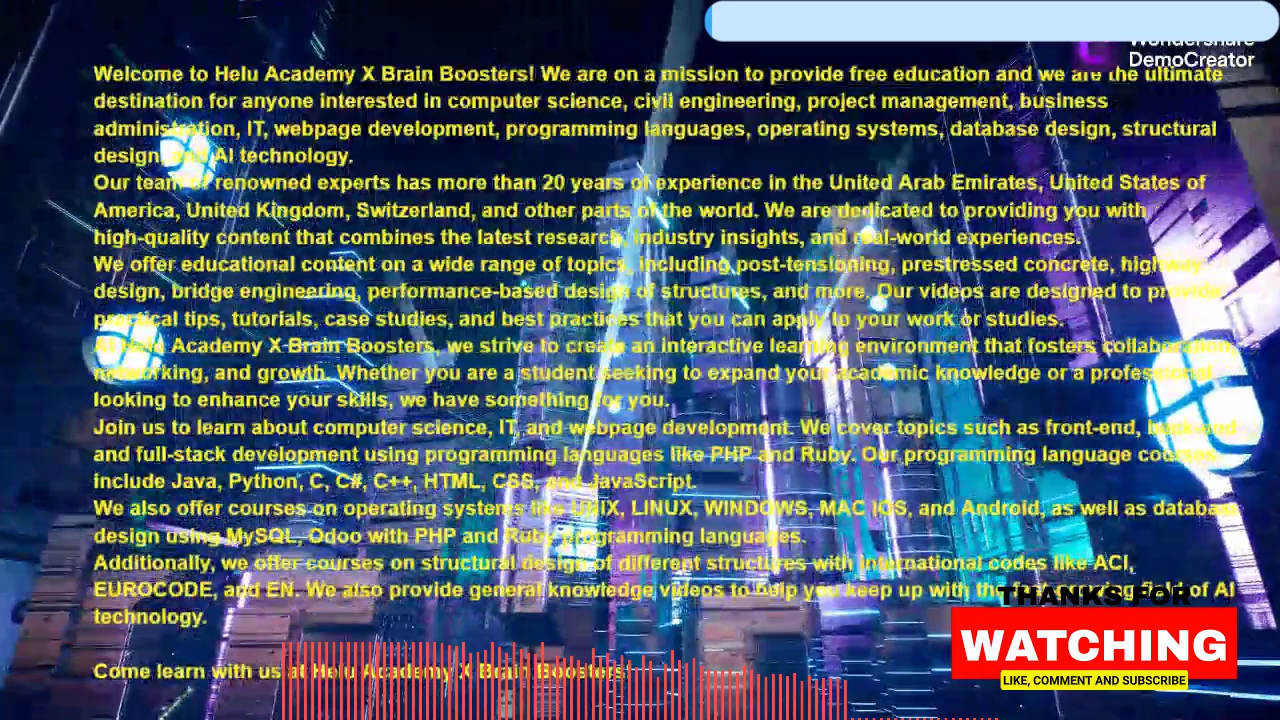 Wondershare
DemoCreator
Welcome to Helu Academy X Brain Boosters! We are on a mission to provide free education and we are the ultimate
destination for anyone interested in computer science, civil engineering, project management, business
administration, IT, webpage development, programming languages, operating systems, database design, structural
design, and AI technology.
Our team of renowned experts has more than 20 years of experience in the United Arab Emirates, United States of
America, United Kingdom, Switzerland, and other parts of the world. We are dedicated to providing you with
high-quality content that combines the latest research, industry insights, and real-world experiences.
We offer educational content on a wide range of topics, including post-tensioning, prestressed concrete, highway
design, bridge engineering, performance-based design of structures, and more. Our videos are designed to provide
practical tips, tutorials, case studies, and best practices that you can apply to your work or studies.
At Helu Academy X Brain Boosters, we strive to create an interactive learning environment that fosters collaboration,
networking, and growth. Whether you are a student seeking to expand your academic knowledge or a professional
looking to enhance your skills, we have something for you.
Join us to learn about computer science, IT, and webpage development. We cover topics such as front-end, back-end
and full-stack development using programming languages like PHP and Ruby. Our programming language courses
include Java, Python, C, C#, C++, HTML, CSS, and JavaScript.
We also offer courses on operating systems like UNIX, LINUX, WINDOWS, MAC IOS, and Android, as well as database
design using MySQL, Odoo with PHP and Ruby programming languages.
Additionally, we offer courses on structural design of different structures with international codes like ACI,
EUROCODE, and EN. We also provide general knowledge videos to help you keep up with the field of AI
technology.
Come learn with us at Helu Academy X Brain Boosters!
THANKS FOR
WATCHING
LIKE, COMMENT AND SUBSCRIBE